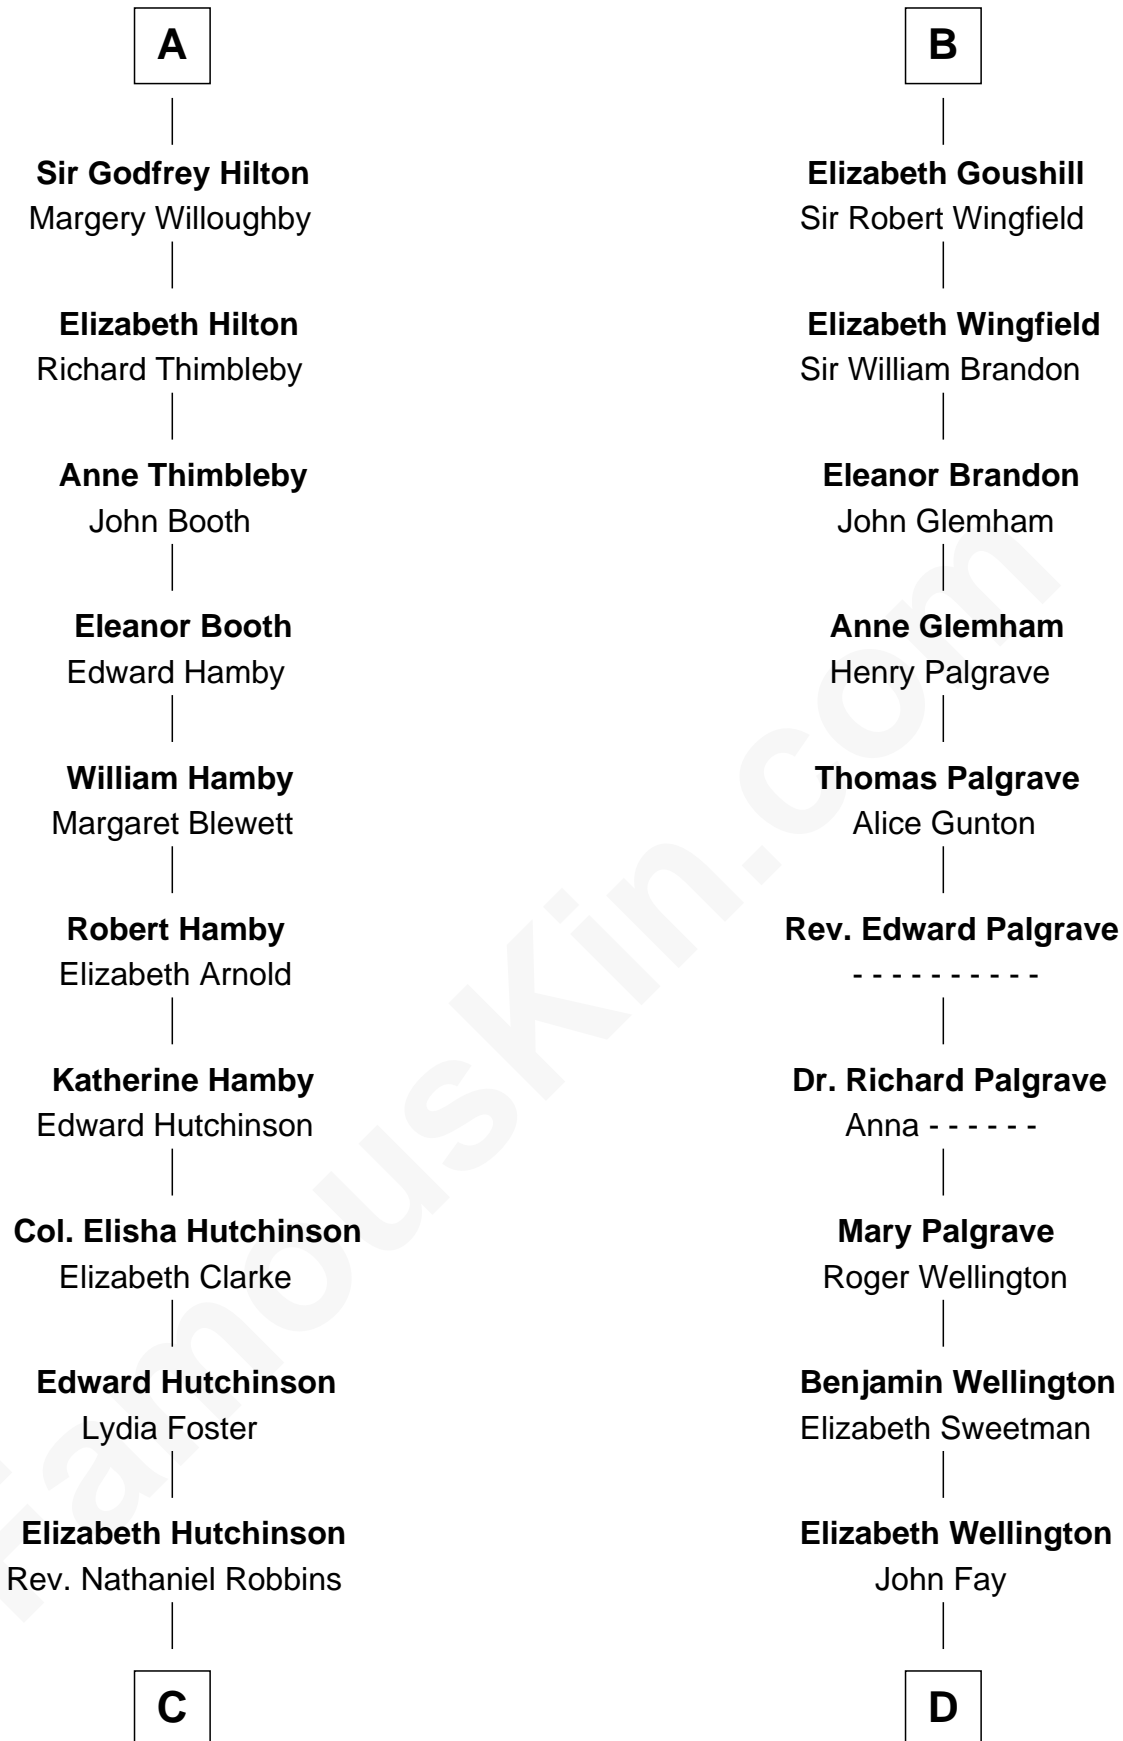 A
Sir Godfrey Hilton
Margery Willoughby
Elizabeth Hilton
Richard Thimbleby
Anne Thimbleby
John Booth
Eleanor Booth
Edward Hamby
William Hamby
Margaret Blewett
Robert Hamby
Elizabeth Arnold
Katherine Hamby
Edward Hutchinson
Col. Elisha Hutchinson
Elizabeth Clarke
Edward Hutchinson
Lydia Foster
Elizabeth Hutchinson
Rev. Nathaniel Robbins
C
B
Elizabeth Goushill
Sir Robert Wingfield
Elizabeth Wingfield
Sir William Brandon
Eleanor Brandon
John Glemham
Anne Glemham
Henry Palgrave
Thomas Palgrave
Alice Gunton
Rev. Edward Palgrave
- - - - - - - - - -
Dr. Richard Palgrave
Anna - - - - - -
Mary Palgrave
Roger Wellington
Benjamin Wellington
Elizabeth Sweetman
Elizabeth Wellington
John Fay
D
FamousKin.com